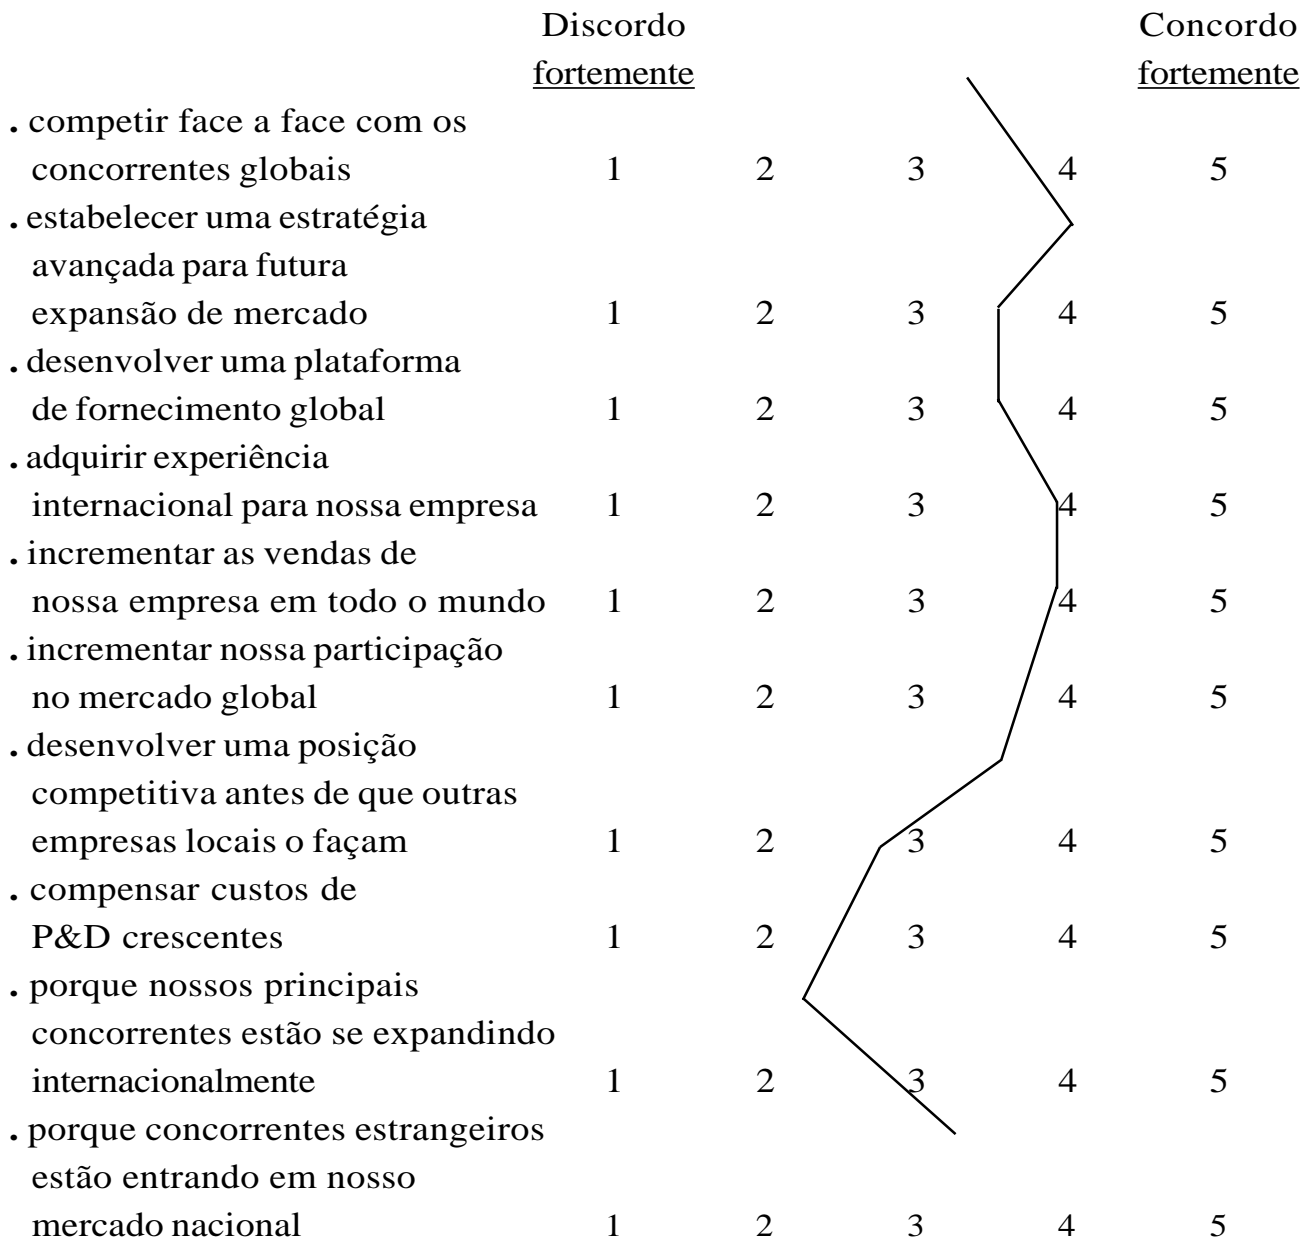 Discordo Concordo
fortemente fortemente
. competir face a face com os
concorrentes globais 1 2 3 4 5
. estabelecer uma estratégia
avançada para futura
expansão de mercado 1 2 3 4 5
. desenvolver uma plataforma
de fornecimento global 1 2 3 4 5
. adquirir experiência
internacional para nossa empresa 1 2 3 4 5
. incrementar as vendas de
nossa empresa em todo o mundo 1 2 3 4 5
. incrementar nossa participação
no mercado global 1 2 3 4 5
. desenvolver uma posição
competitiva antes de que outras
empresas locais o façam 1 2 3 4 5
. compensar custos de
P&D crescentes 1 2 3 4 5
. porque nossos principais
concorrentes estão se expandindo
internacionalmente 1 2 3 4 5
. porque concorrentes estrangeiros
estão entrando em nosso
mercado nacional 1 2 3 4 5